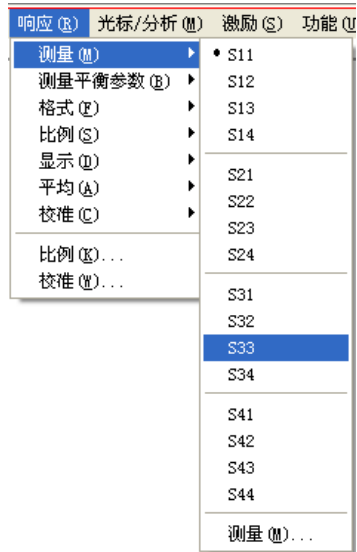 响应(R) 光标/分析(M) 激励(S) 功能(U
测量(M)
测量平衡参数(B)
格式(F)
比例(S)
显示(D)
平均(A)
校准(C)
比例(K)...
校准(W)...
S11
S12
S13
S14
S21
S22
S23
S24
S31
S32
S33
S34
S41
S42
S43
S44
测量(M)...